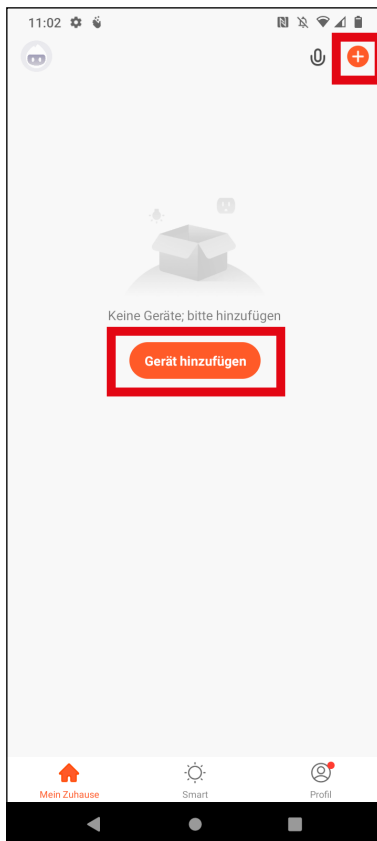 11:02
Keine Geräte; bitte hinzufügen
Gerät hinzufügen
Mein Zuhause
Smart
Profil